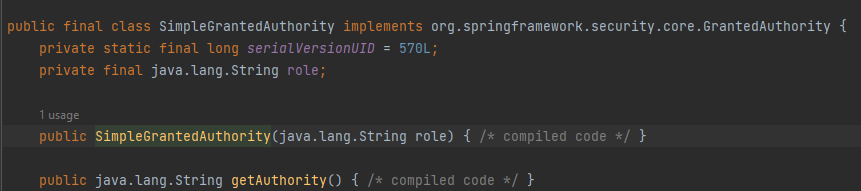 public final class SimpleGrantedAuthority implements org.springframework.security.core.GrantedAuthority {
private static final long serialVersionUID = 570L;
private final java.lang.String role;
1 usage
public SimpleGrantedAuthority(java.lang.String role) { /* compiled code */ }
public java.lang.String getAuthority() { /* compiled code */ }